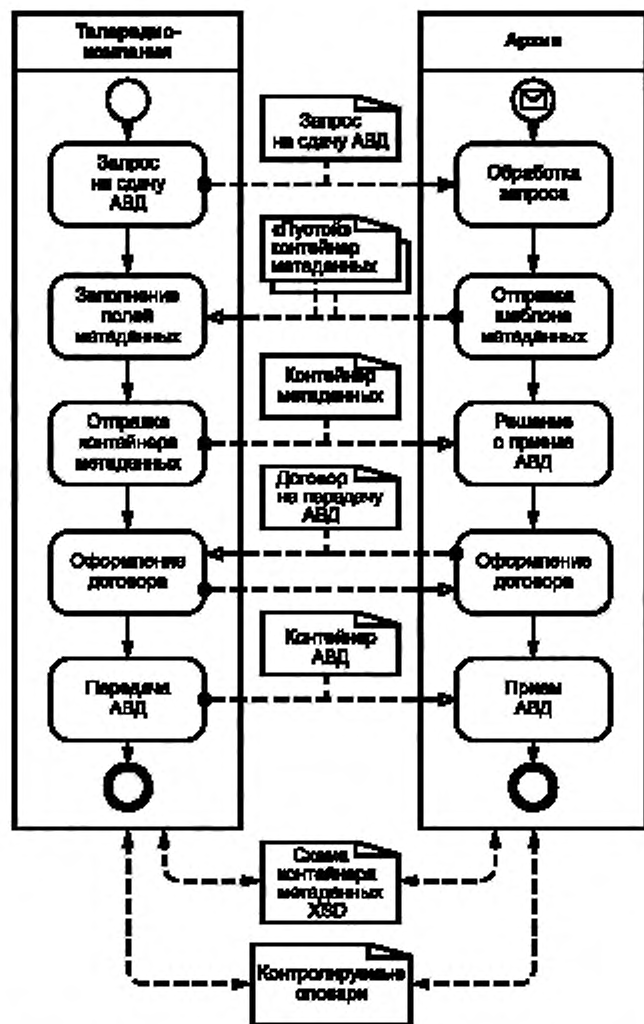 Телерадио-
компания
Архив
Запрос
на сдачу АВД
Запрос
на сдачу
АВД
Обработка
запроса
«Пустой»
контейнер
метаданных
Заполнение
полей
метаданных
Отправка
шаблона
метаданных
Контейнер
метаданных
Отправка
контейнера
метаданных
Решение
о приеме
АВД
Договор
на передачу
АВД
Оформление
договора
Оформление
договора
Контейнер
АВД
Передача
АВД
Прием
АВД
Схема
контейнера
метаданных
XSD
Контролируемые
словари